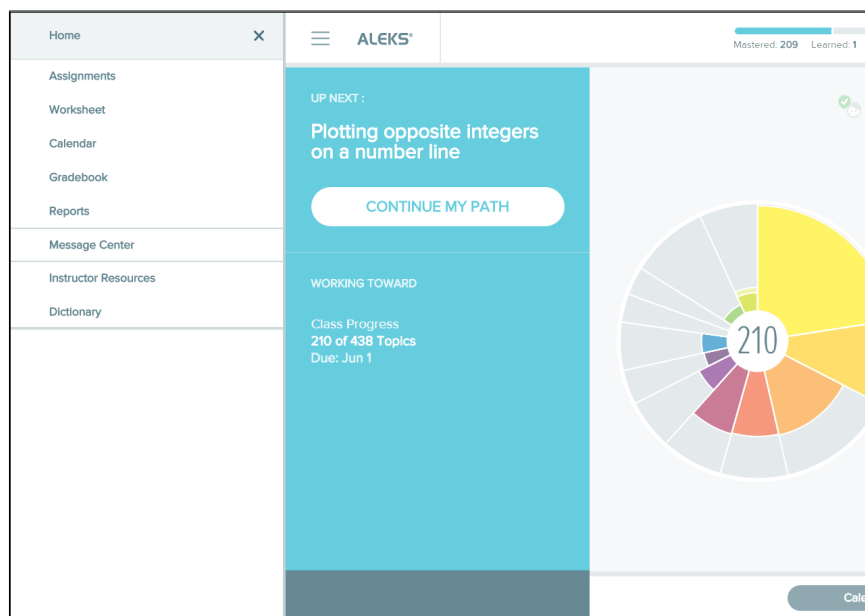 Home
Assignments
Worksheet
Calendar
Gradebook
Reports
Message Center
Instructor Resources
Dictionary
ALEKS®
Mastered: 209 Learned: 1
UP NEXT :
Plotting opposite integers
on a number line
CONTINUE MY PATH
WORKING TOWARD
Class Progress
210 of 438 Topics
Due: Jun 1
210